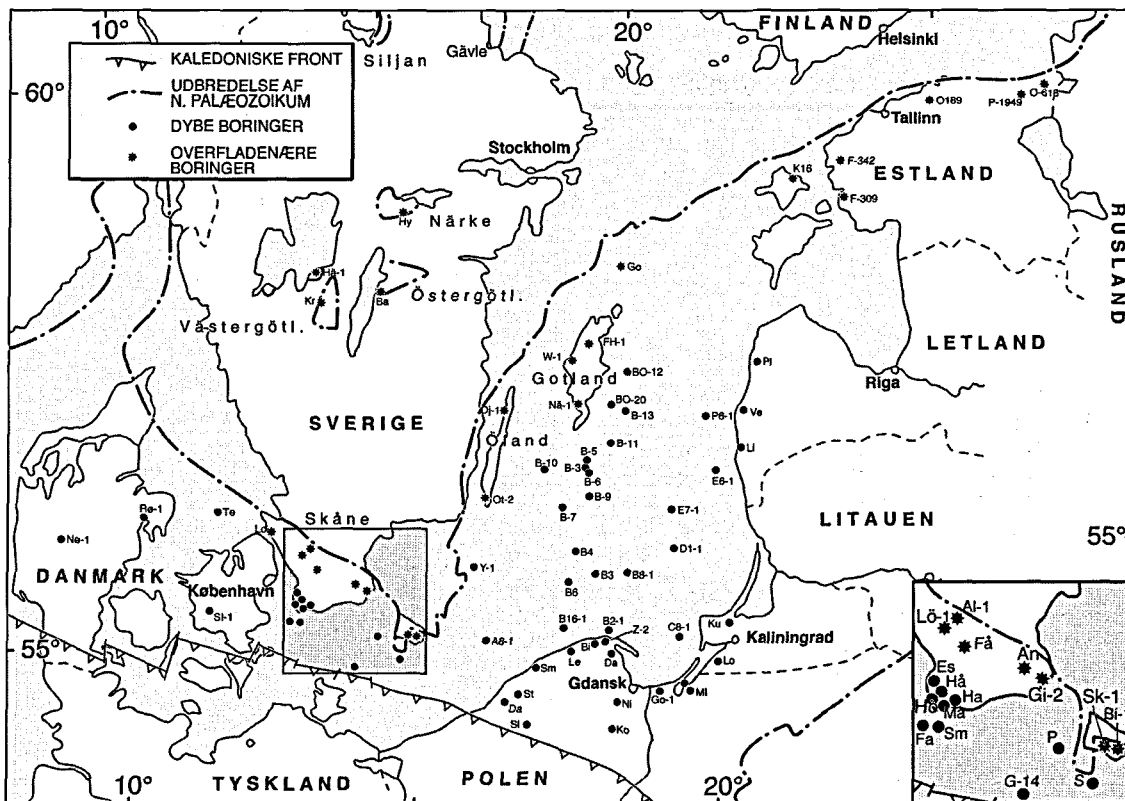 10°
20°
FINLAND
Helsinki
KALEDONISKE FRONT
UDBREDELSE AF
N. PALÆOZOIKUM
DYBE BORINGER
OVERFLADENÆRE
BORINGER
Siljan
Gävle
60°
O-618
P-1949
O189
Tallinn
Stockholm
F-342
K16
ESTLAND
F-309
Närke
Hy
RUSLAND
Go
Hä-1
Kr
Ba
Östergötl.
Västergötl.
LETLAND
FH-1
W-1
Gotland
BO-12
Pl
Riga
Nä-1
BO-20
B-13
P6-1
Ve
SVERIGE
Öland
B-11
Li
B-5
B-10
B-3
B-6
E6-1
B-9
Ot-2
B-7
E7-1
LITAUEN
Rø-1
Te
Skåne
Lo
Ne-1
B4
D1-1
55°
DANMARK
København
Y-1
B3
B8-1
B6
Sl-1
B16-1
B2-1
Z-2
C8-1
Ku
Kaliningrad
A8-1
Bi
Le
Da
Sm
Lo
55°
Gdansk
Go-1
Ml
St
Da
Ni
Sl
Ko
TYSKLAND
POLEN
10°
20°
Al-1
Lö-1
Få
Es
An
Hå
Gi-2
Ha
Sk-1
Hö
Ma
Bi-
Fa
Sm
P
G-14
S